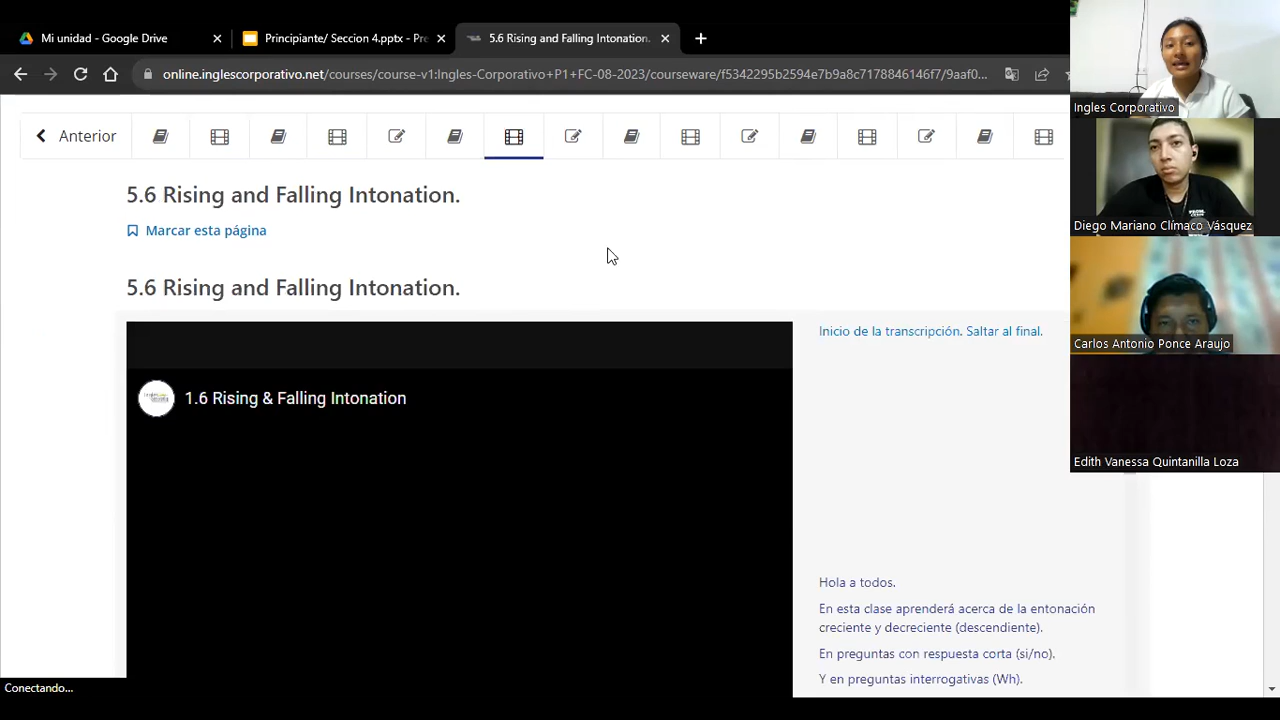 Mi unidad - Google Drive
Principiante/ Seccion 4.pptx - Pre
5.6 Rising and Falling Intonation.
online.inglescorporativo.net/courses/course-v1:Ingles-Corporativo+P1+FC-08-2023/courseware/f5342295b2594e7b9a8c7178846146f7/9aaf0...
Anterior
5.6 Rising and Falling Intonation.
Marcar esta página
5.6 Rising and Falling Intonation.
1.6 Rising & Falling Intonation
Inicio de la transcripción. Saltar al final.
Hola a todos.
En esta clase aprenderá acerca de la entonación
creciente y decreciente (descendiente).
En preguntas con respuesta corta (si/no).
Y en preguntas interrogativas (Wh).
Conectando...
Ingles Corporativo
Diego Mariano Clímaco Vásquez
Carlos Antonio Ponce Araujo
Edith Vanessa Quintanilla Loza